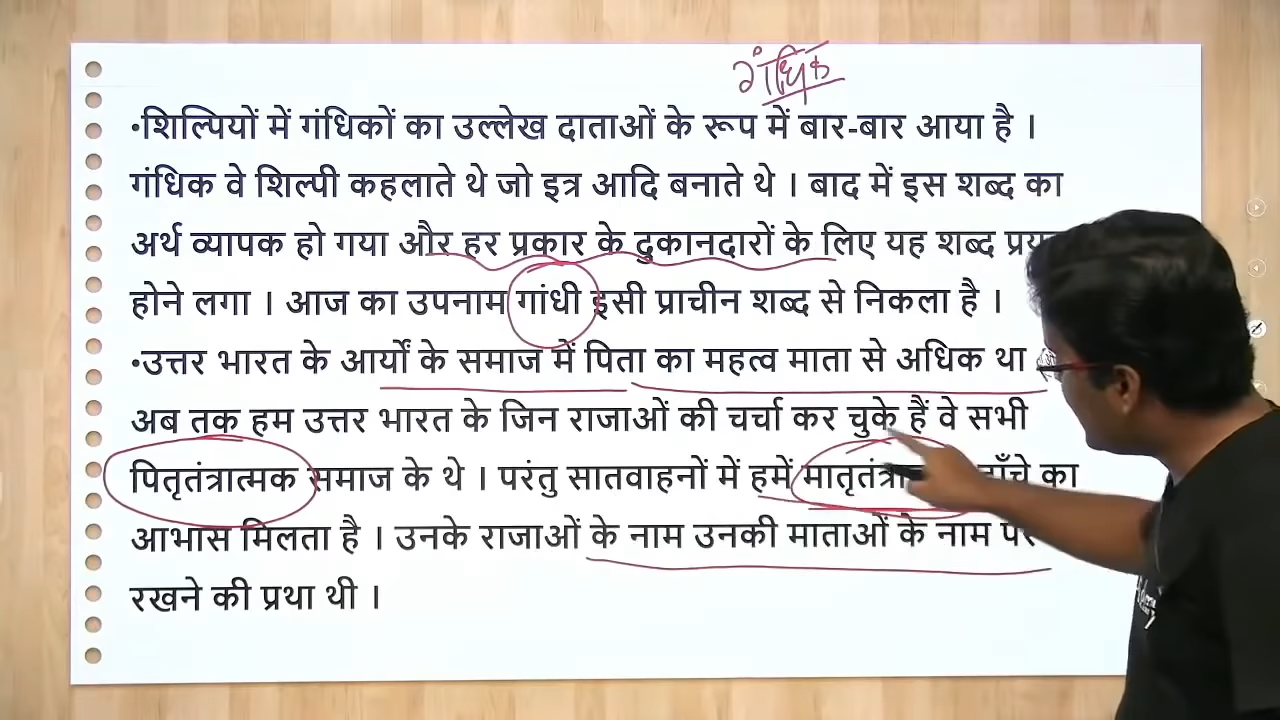 गंधिक
•शिल्पियों में गंधिकों का उल्लेख दाताओं के रूप में बार-बार आया है ।
गंधिक वे शिल्पी कहलाते थे जो इत्र आदि बनाते थे । बाद में इस शब्द का
अर्थ व्यापक हो गया और हर प्रकार के दुकानदारों के लिए यह शब्द
होने लगा । आज का उपनाम गांधी इसी प्राचीन शब्द से निकला है ।
•उत्तर भारत के आर्यों के समाज में पिता का महत्व माता से अधिक था
अब तक हम उत्तर भारत के जिन राजाओं की चर्चा कर चुके हैं वे सभी
पितृतंत्रात्मक समाज के थे । परंतु सातवाहनों में हमें का
आभास मिलता है । उनके राजाओं के नाम उनकी माताओं के नाम पर
रखने की प्रथा थी ।